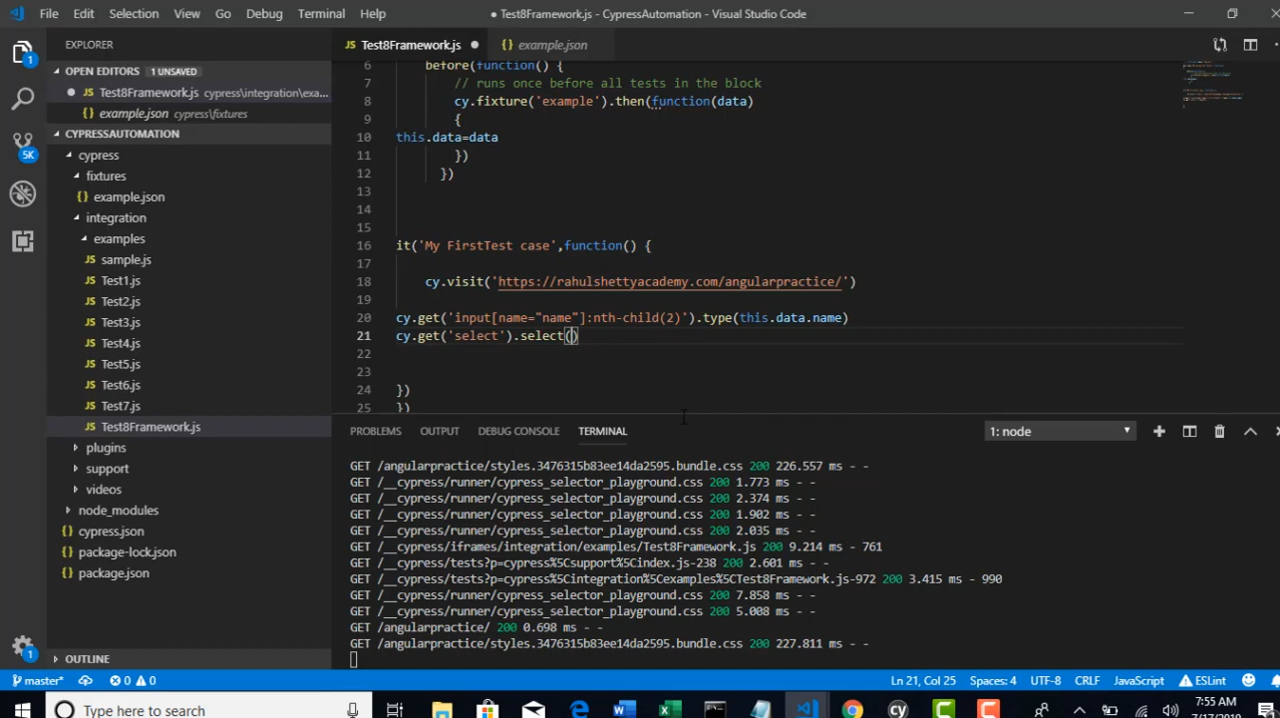 File Edit Selection View Go Debug Terminal Help
● Test8Framework.js - CypressAutomation - Visual Studio Code
EXPLORER
OPEN EDITORS 1 UNSAVED
Test8Framework.js cypress\integration\exa...
example.json cypress\fixtures
CYPRESSAUTOMATION
cypress
fixtures
{} example.json
integration
examples
JS sample.js
JS Test1.js
JS Test2.js
JS Test3.js
JS Test4.js
JS Test5.js
JS Test6.js
JS Test7.js
JS Test8Framework.js
plugins
support
videos
node_modules
{} cypress.json
{} package-lock.json
{} package.json
OUTLINE
1
5K
1
JS Test8Framework.js ●
{} example.json
6 before(function() {
7 // runs once before all tests in the block
8 cy.fixture('example').then(function(data)
9 {
10 this.data=data
11 })
12 })
13
14
15
16 it('My FirstTest case',function() {
17
18 cy.visit('https://rahulshettyacademy.com/angularpractice/')
19
20 cy.get('input[name="name"]:nth-child(2)').type(this.data.name)
21 cy.get('select').select()
22
23
24 })
25 })
PROBLEMS OUTPUT DEBUG CONSOLE TERMINAL 1: node
GET /angularpractice/styles.3476315b83ee14da2595.bundle.css 200 226.557 ms - -
GET /__cypress/runner/cypress_selector_playground.css 200 1.773 ms - -
GET /__cypress/runner/cypress_selector_playground.css 200 2.374 ms - -
GET /__cypress/runner/cypress_selector_playground.css 200 1.902 ms - -
GET /__cypress/runner/cypress_selector_playground.css 200 2.035 ms - -
GET /__cypress/iframes/integration/examples/Test8Framework.js 200 9.214 ms - 761
GET /__cypress/tests?p=cypress%5Csupport%5Cindex.js-238 200 2.601 ms - -
GET /__cypress/tests?p=cypress%5Cintegration%5Cexamples%5CTest8Framework.js-972 200 3.415 ms - 990
GET /__cypress/runner/cypress_selector_playground.css 200 7.858 ms - -
GET /__cypress/runner/cypress_selector_playground.css 200 5.008 ms - -
GET /angularpractice/ 200 0.698 ms - -
GET /angularpractice/styles.3476315b83ee14da2595.bundle.css 200 227.811 ms - -
master* 0 0 Ln 21, Col 25 Spaces: 4 UTF-8 CRLF JavaScript ESLint
Type here to search
cy
7:55 AM